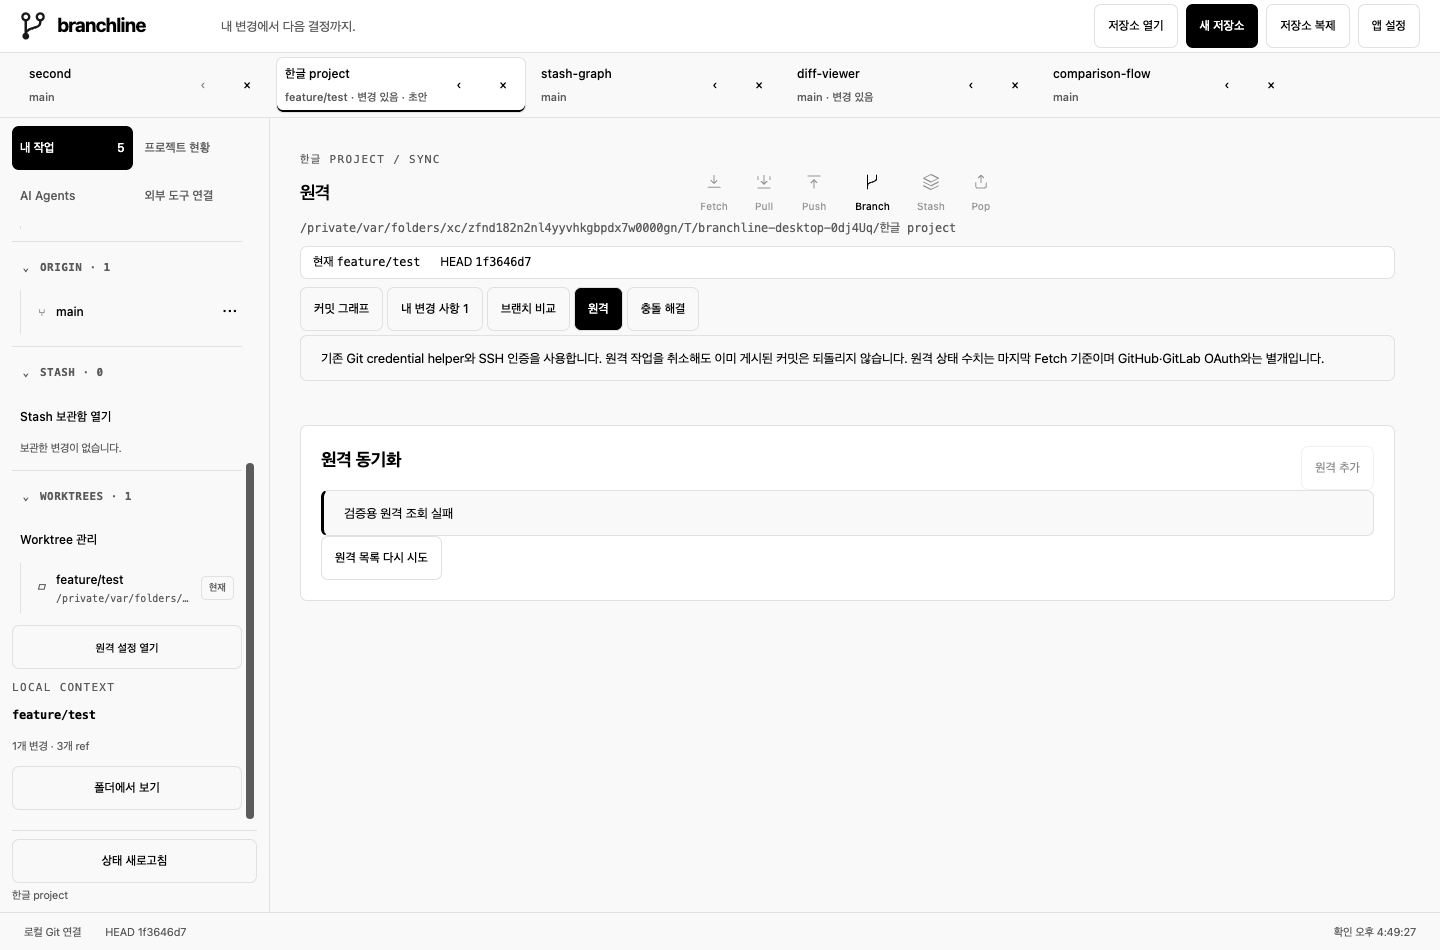 branchline
내 변경에서 다음 결정까지.
저장소 열기
새 저장소
저장소 복제
앱 설정
second
main
‹
×
한글 project
feature/test · 변경 있음 · 초안
‹
×
stash-graph
main
‹
×
diff-viewer
main · 변경 있음
‹
×
comparison-flow
main
‹
×
내 작업 5
프로젝트 현황
AI Agents
외부 도구 연결
ORIGIN · 1
main
···
STASH · 0
Stash 보관함 열기
보관한 변경이 없습니다.
WORKTREES · 1
Worktree 관리
feature/test
/private/var/folders/…
현재
원격 설정 열기
LOCAL CONTEXT
feature/test
1개 변경 · 3개 ref
폴더에서 보기
상태 새로고침
한글 project
한글 PROJECT / SYNC
원격
Fetch
Pull
Push
Branch
Stash
Pop
/private/var/folders/xc/zfnd182n2nl4yyvhkgbpdx7w0000gn/T/branchline-desktop-0dj4Uq/한글 project
현재 feature/test HEAD 1f3646d7
커밋 그래프
내 변경 사항 1
브랜치 비교
원격
충돌 해결
기존 Git credential helper와 SSH 인증을 사용합니다. 원격 작업을 취소해도 이미 게시된 커밋은 되돌리지 않습니다. 원격 상태 수치는 마지막 Fetch 기준이며 GitHub·GitLab OAuth와는 별개입니다.
원격 동기화
원격 추가
검증용 원격 조회 실패
원격 목록 다시 시도
로컬 Git 연결
HEAD 1f3646d7
확인 오후 4:49:27